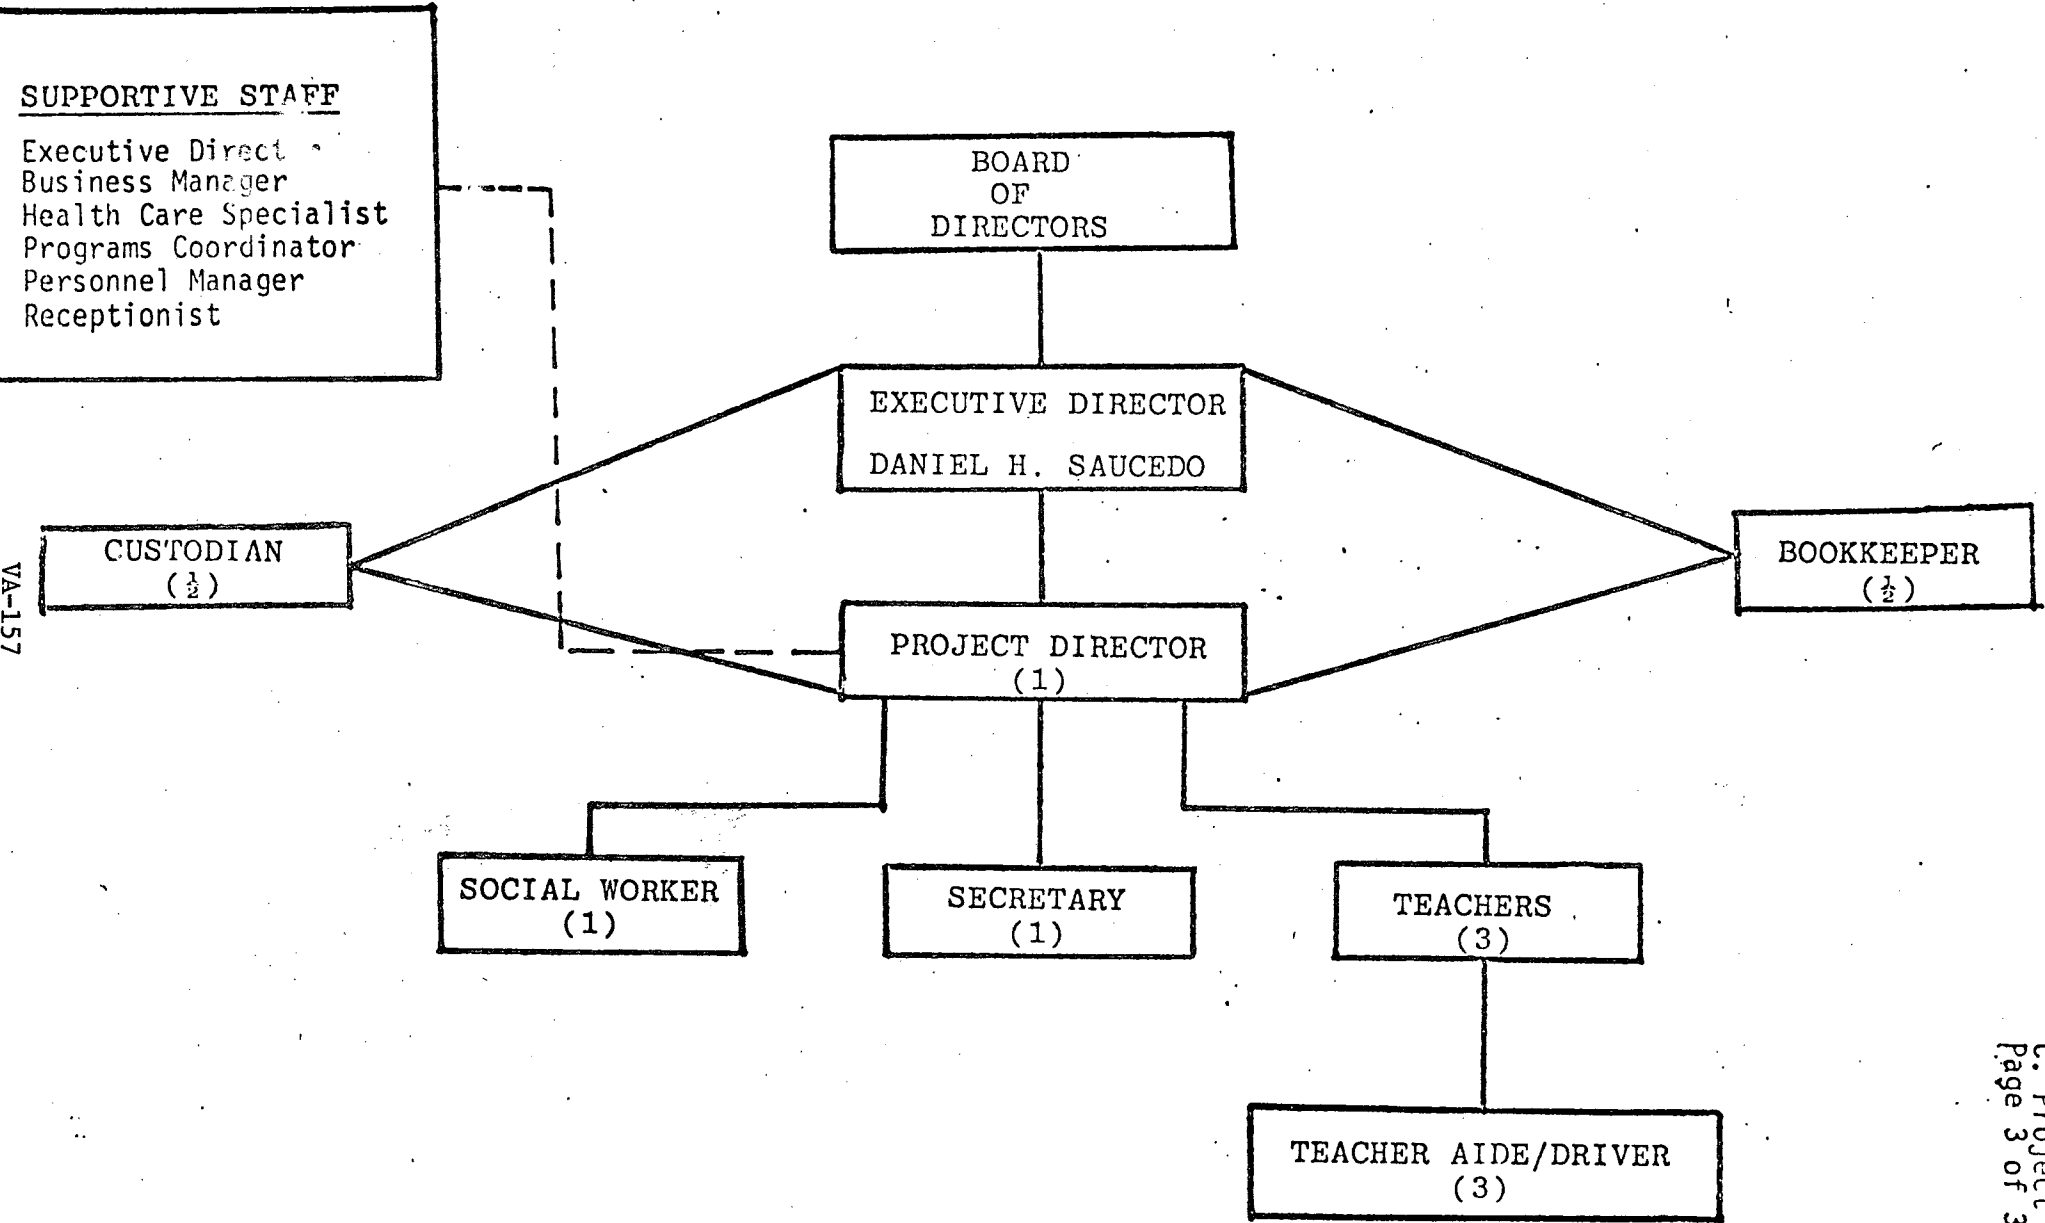 SUPPORTIVE STAFF
Executive Direct
Business Manager
Health Care Specialist
Programs Coordinator
Personnel Manager
Receptionist
BOARD
OF
DIRECTORS
EXECUTIVE DIRECTOR
DANIEL H. SAUCEDO
CUSTODIAN
(½)
BOOKKEEPER
(½)
PROJECT DIRECTOR
(1)
SOCIAL WORKER
(1)
SECRETARY
(1)
TEACHERS
(3)
TEACHER AIDE/DRIVER
(3)
VA-157
Project
Page 3 of 3